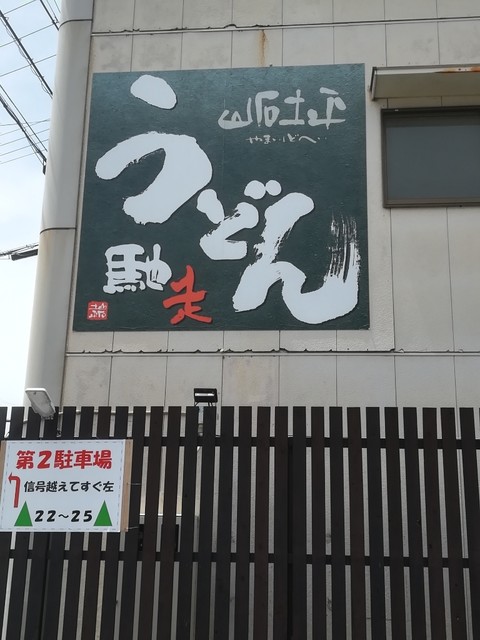 山石土平
やまいどへ
うどん
馳走
第2駐車場
信号越えてすぐ左
22～25